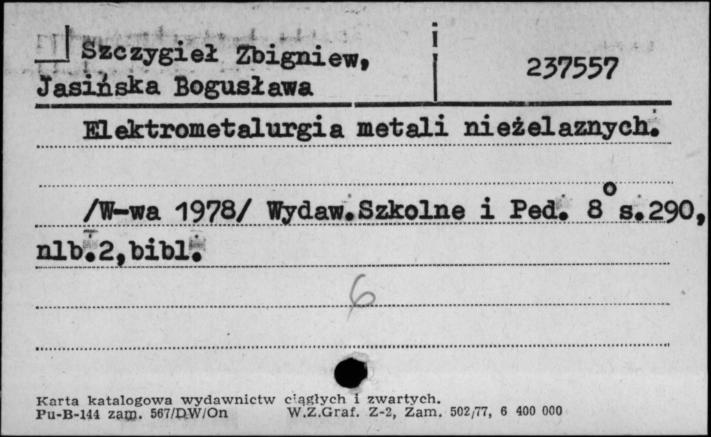 Szczygieł Zbigniew,
Jasińska Bogusława
237557
Elektrometalurgia metali nieżelaznych.
/W-wa 1978/ Wydaw.Szkolne i Ped. 8° s.290,
nlb.2,bibl.
6
Karta katalogowa wydawnictw ciągłych i zwartych.
Pu-B-144 zam. 567/DW/On W.Z.Graf. Z-2, Zam. 502/77, 6 400 000